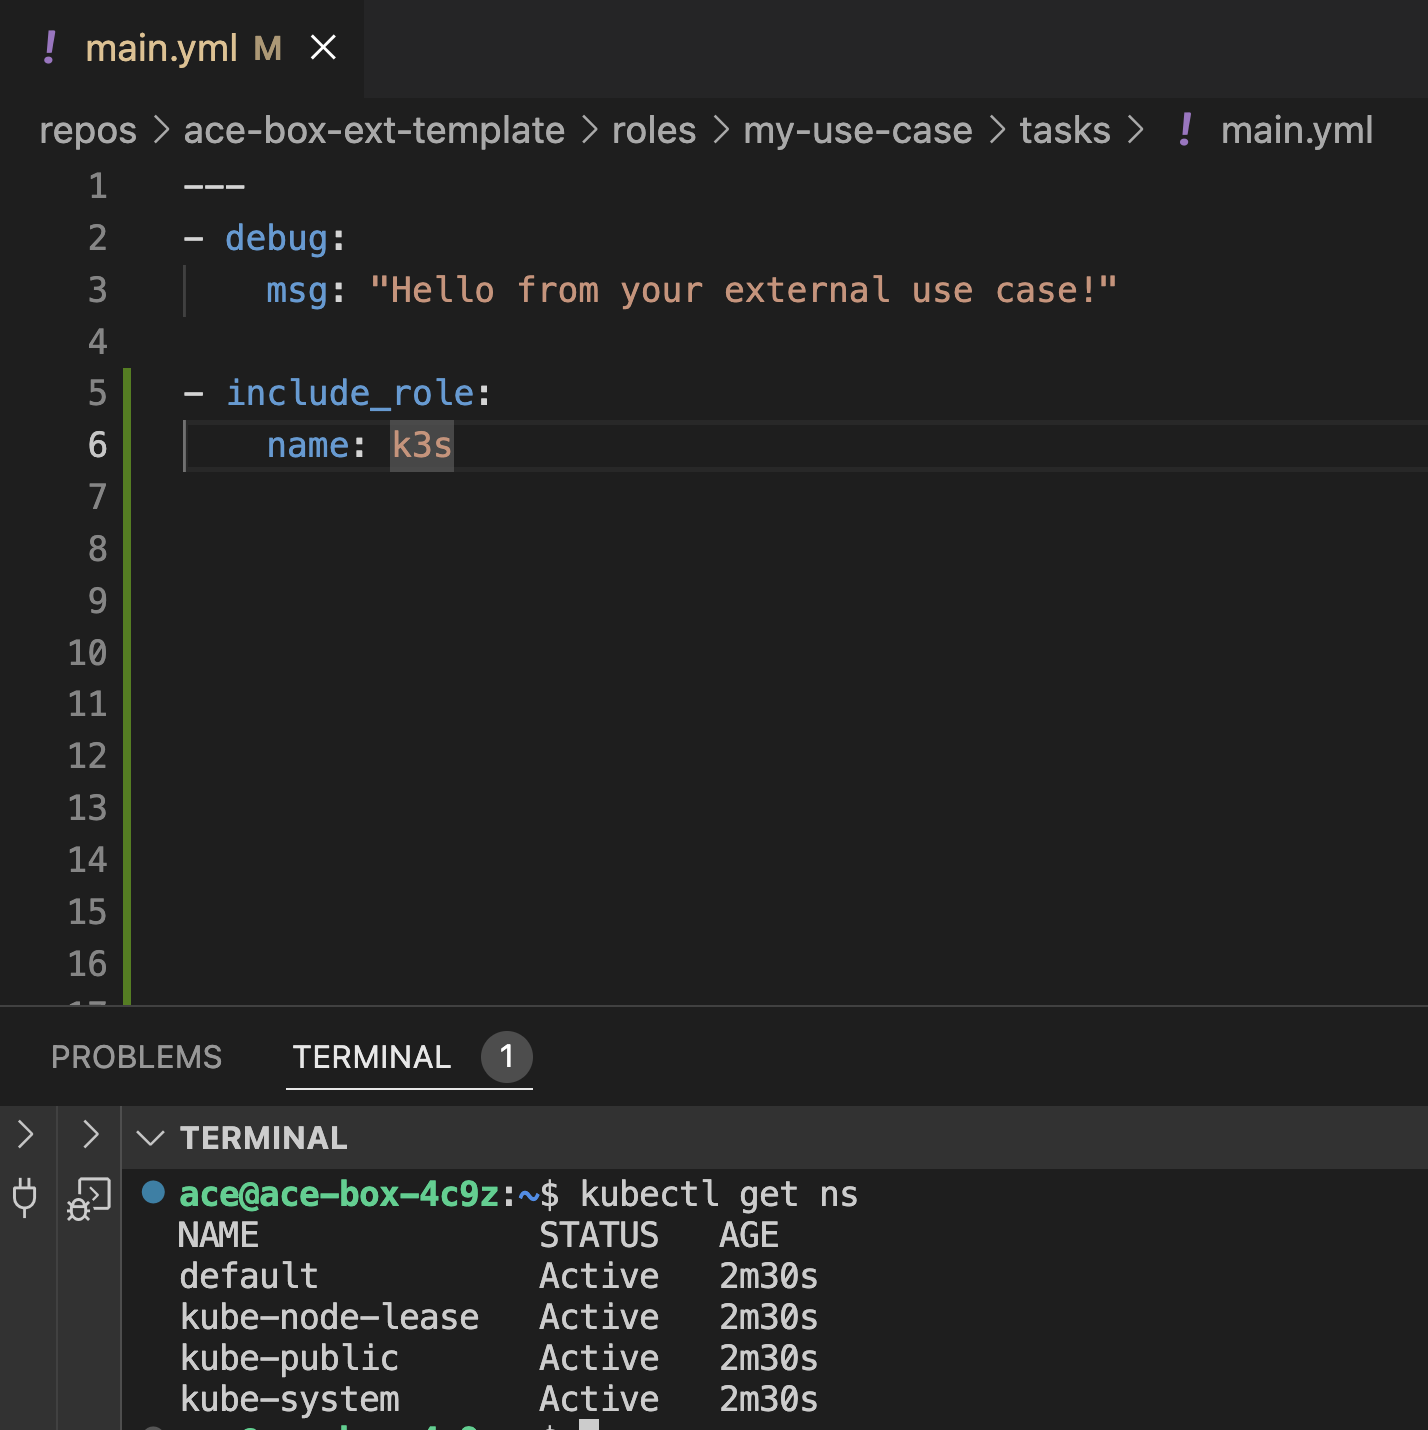 ! main.yml M ×
repos > ace-box-ext-template > roles > my-use-case > tasks > ! main.yml
1 ---
2 - debug:
3     msg: "Hello from your external use case!"
4
5 - include_role:
6     name: k3s
7
8
9
10
11
12
13
14
15
16
17
PROBLEMS TERMINAL 1
TERMINAL
ace@ace-box-4c9z:~$ kubectl get ns
NAME              STATUS   AGE
default           Active   2m30s
kube-node-lease   Active   2m30s
kube-public       Active   2m30s
kube-system       Active   2m30s